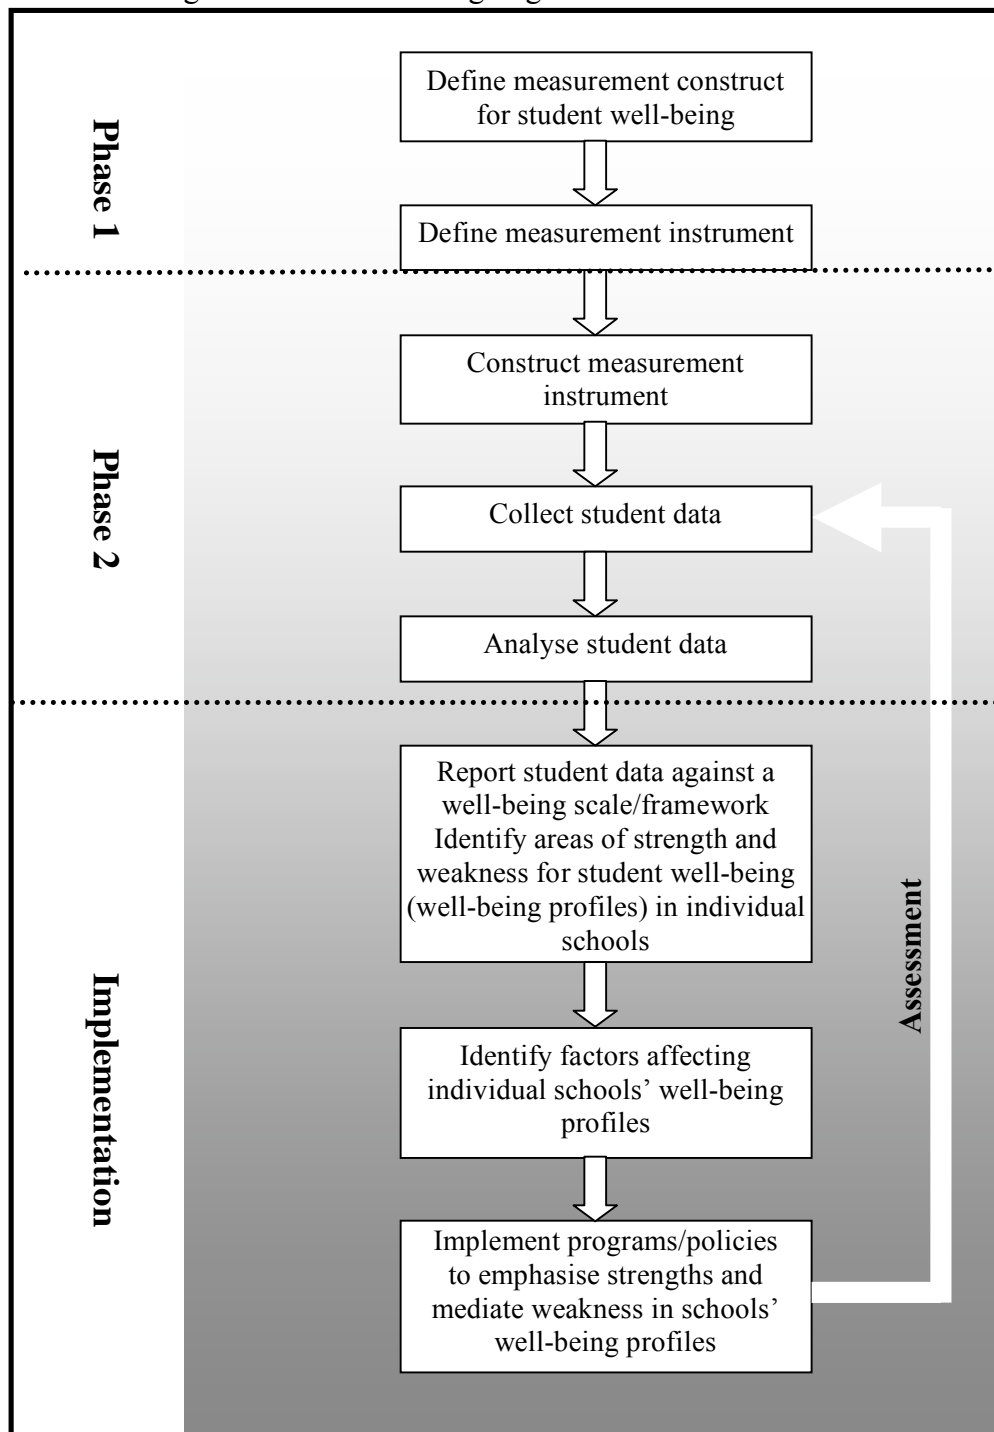 Phase 1
Define measurement construct
for student well-being
Define measurement instrument
Phase 2
Construct measurement
instrument
Collect student data
Analyse student data
Implementation
Report student data against a
well-being scale/framework
Identify areas of strength and
weakness for student well-being
(well-being profiles) in individual
schools
Identify factors affecting
individual schools’ well-being
profiles
Implement programs/policies
to emphasise strengths and
mediate weakness in schools’
well-being profiles
Assessment